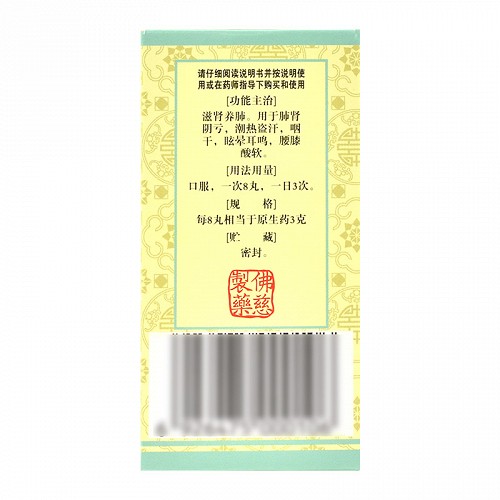 请仔细阅读说明书并按说明使
用或在药师指导下购买和使用
[功能主治]
滋肾养肺。用于肺肾
阴亏，潮热盗汗，咽
干，眩晕耳鸣，腰膝
酸软。
[用法用量]
口服，一次8丸，一日3次。
[规 格]
每8丸相当于原生药3克
[贮 藏]
密封。
佛慈
製藥